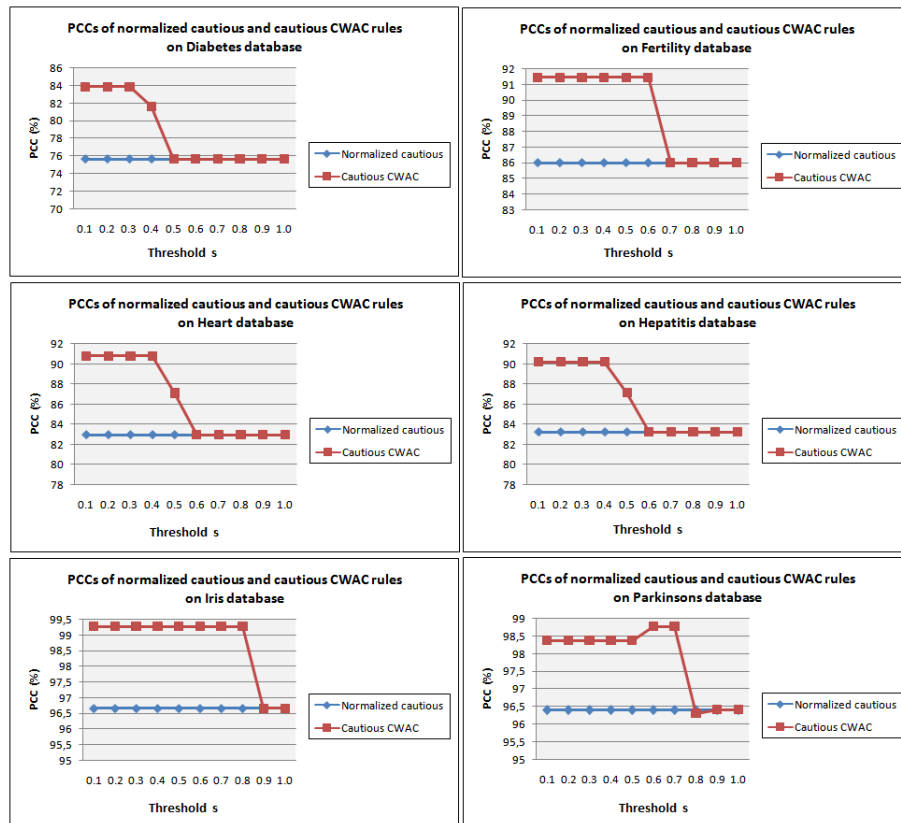 PCCs of normalized cautious and cautious CWAC rules
on Diabetes database
86
84
82
80
78
76
74
72
70
PCC (%)
0.1 0.2 0.3 0.4 0.5 0.6 0.7 0.8 0.9 1.0
Threshold s
Normalized cautious
Cautious CWAC
PCCs of normalized cautious and cautious CWAC rules
on Fertility database
92
91
90
89
88
87
86
85
84
83
PCC (%)
0.1 0.2 0.3 0.4 0.5 0.6 0.7 0.8 0.9 1.0
Threshold s
Normalized cautious
Cautious CWAC
PCCs of normalized cautious and cautious CWAC rules
on Heart database
92
90
88
86
84
82
80
78
PCC (%)
0.1 0.2 0.3 0.4 0.5 0.6 0.7 0.8 0.9 1.0
Threshold s
Normalized cautious
Cautious CWAC
PCCs of normalized cautious and cautious CWAC rules
on Hepatitis database
92
90
88
86
84
82
80
78
PCC (%)
0.1 0.2 0.3 0.4 0.5 0.6 0.7 0.8 0.9 1.0
Threshold s
Normalized cautious
Cautious CWAC
PCCs of normalized cautious and cautious CWAC rules
on Iris database
99,5
99
98,5
98
97,5
97
96,5
96
95,5
95
PCC (%)
0.1 0.2 0.3 0.4 0.5 0.6 0.7 0.8 0.9 1.0
Threshold s
Normalized cautious
Cautious CWAC
PCCs of normalized cautious and cautious CWAC rules
on Parkinsons database
99
98,5
98
97,5
97
96,5
96
95,5
95
PCC (%)
0.1 0.2 0.3 0.4 0.5 0.6 0.7 0.8 0.9 1.0
Threshold s
Normalized cautious
Cautious CWAC